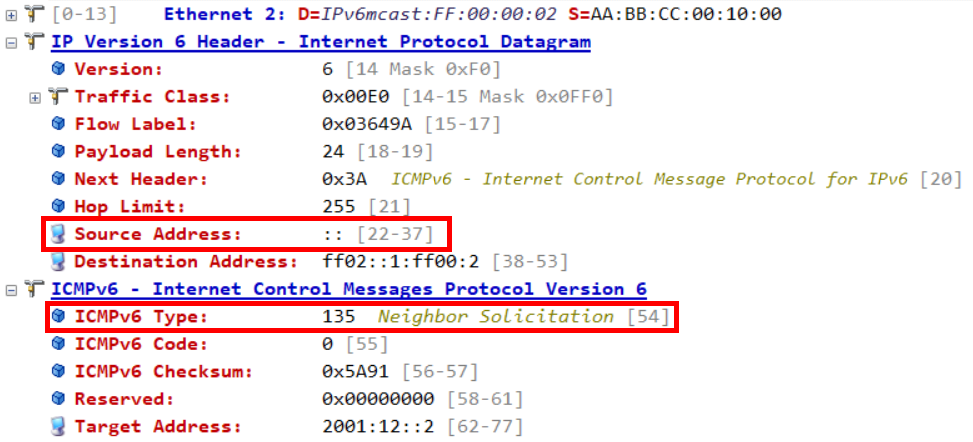 [0-13] Ethernet 2: D=IPv6mcast:FF:00:00:02 S=AA:BB:CC:00:10:00
IP Version 6 Header - Internet Protocol Datagram
Version: 6 [14 Mask 0xF0]
Traffic Class: 0x00E0 [14-15 Mask 0x0FF0]
Flow Label: 0x03649A [15-17]
Payload Length: 24 [18-19]
Next Header: 0x3A ICMPv6 - Internet Control Message Protocol for IPv6 [20]
Hop Limit: 255 [21]
Source Address: :: [22-37]
Destination Address: ff02::1:ff00:2 [38-53]
ICMPv6 - Internet Control Messages Protocol Version 6
ICMPv6 Type: 135 Neighbor Solicitation [54]
ICMPv6 Code: 0 [55]
ICMPv6 Checksum: 0x5A91 [56-57]
Reserved: 0x00000000 [58-61]
Target Address: 2001:12::2 [62-77]